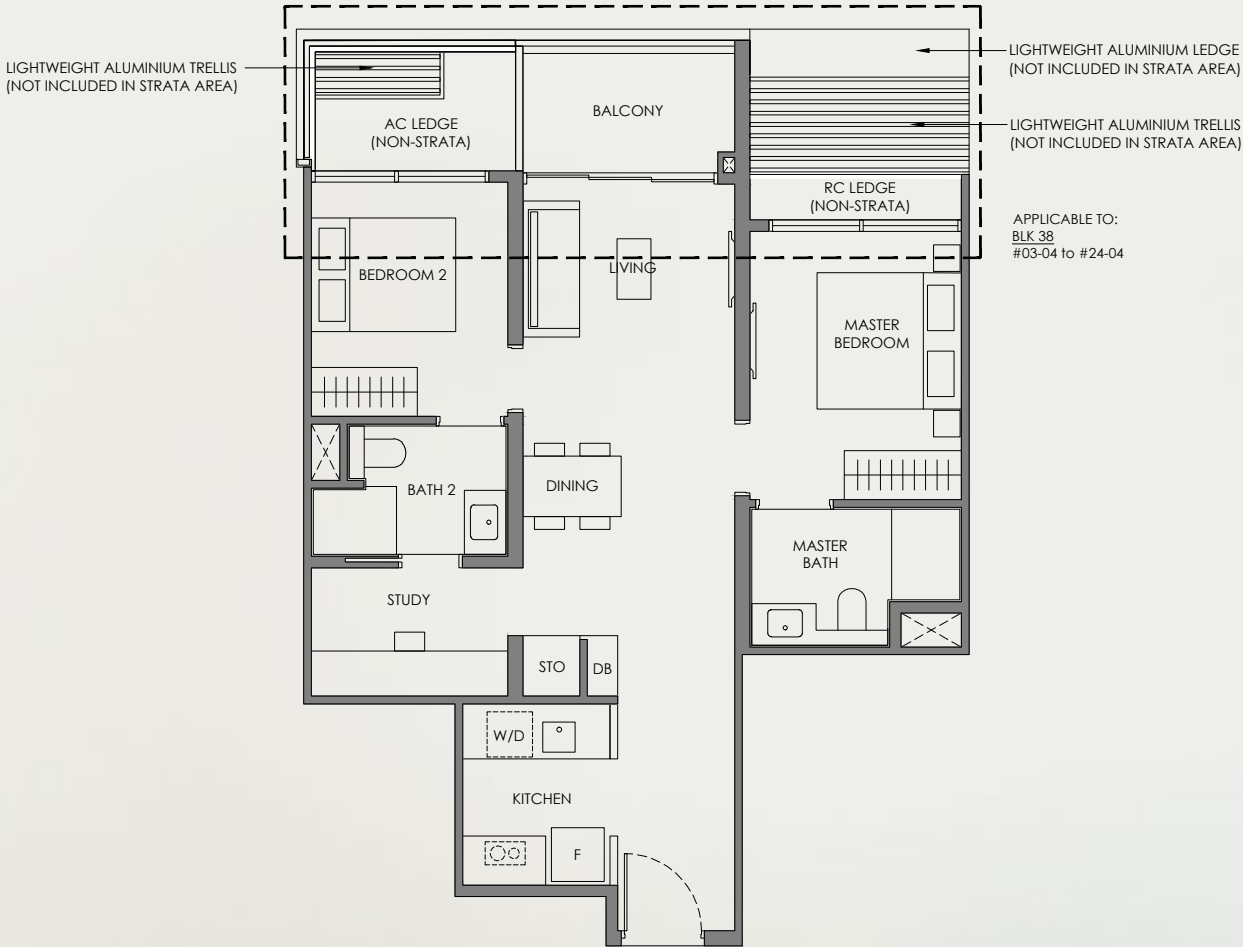 LIGHTWEIGHT ALUMINIUM TRELLIS
(NOT INCLUDED IN STRATA AREA)
LIGHTWEIGHT ALUMINIUM LEDGE
(NOT INCLUDED IN STRATA AREA)
AC LEDGE
(NON-STRATA)
BALCONY
LIGHTWEIGHT ALUMINIUM TRELLIS
(NOT INCLUDED IN STRATA AREA)
RC LEDGE
(NON-STRATA)
APPLICABLE TO:
BLK 38
#03-04 to #24-04
BEDROOM 2
LIVING
MASTER
BEDROOM
BATH 2
DINING
MASTER
BATH
STUDY
STO
DB
W/D
KITCHEN
F